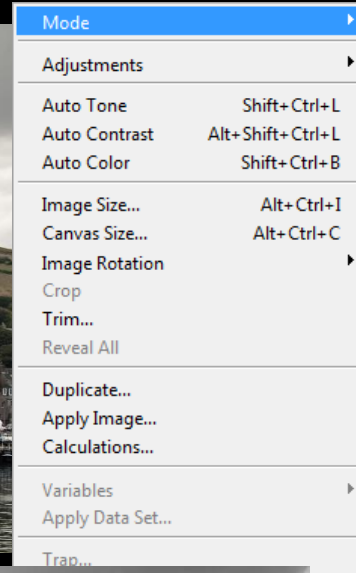 Mode
Adjustments
Auto Tone Shift+Ctrl+L
Auto Contrast Alt+Shift+Ctrl+L
Auto Color Shift+Ctrl+B
Image Size... Alt+Ctrl+I
Canvas Size... Alt+Ctrl+C
Image Rotation
Crop
Trim...
Reveal All
Duplicate...
Apply Image...
Calculations...
Variables
Apply Data Set...
Trap...